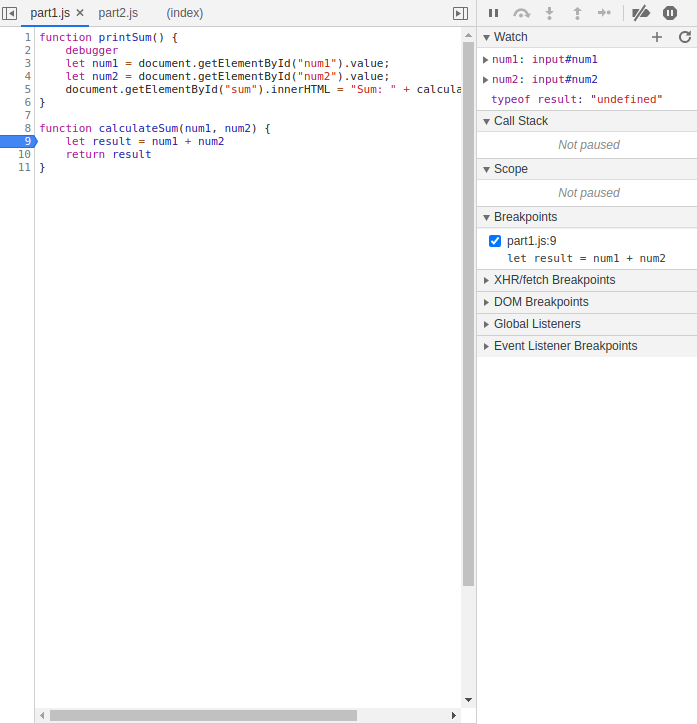 part1.js × part2.js (index)
1 function printSum() {
2 debugger
3 let num1 = document.getElementById("num1").value;
4 let num2 = document.getElementById("num2").value;
5 document.getElementById("sum").innerHTML = "Sum: " + calcula
6 }
7
8 function calculateSum(num1, num2) {
9 let result = num1 + num2
10 return result
11 }
Watch
num1: input#num1
num2: input#num2
typeof result: "undefined"
Call Stack
Not paused
Scope
Not paused
Breakpoints
part1.js:9
let result = num1 + num2
XHR/fetch Breakpoints
DOM Breakpoints
Global Listeners
Event Listener Breakpoints